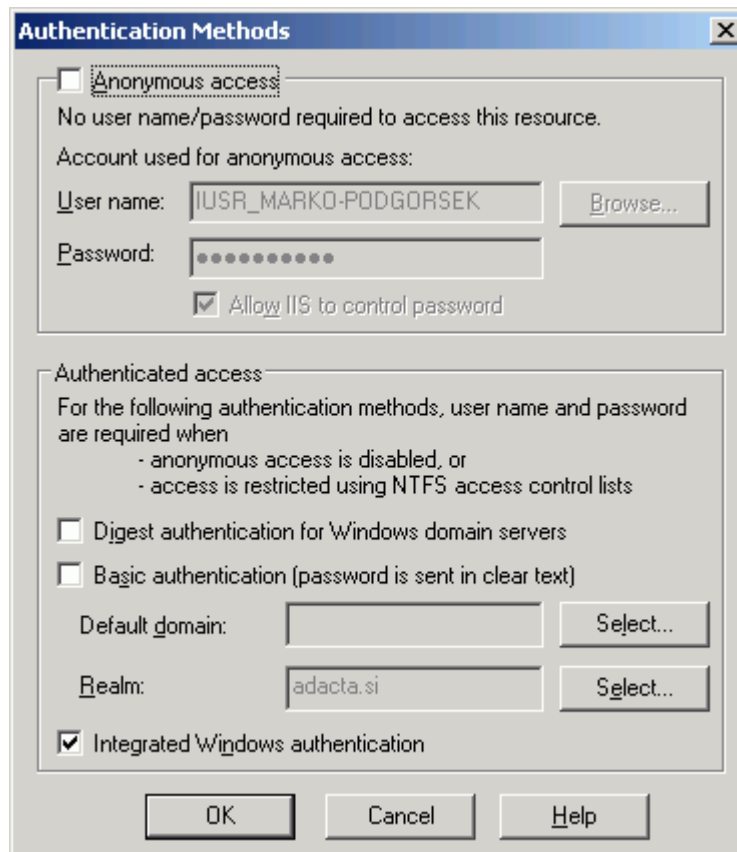 Authentication Methods
Anonymous access
No user name/password required to access this resource.
Account used for anonymous access:
User name: IUSR_MARKO-PODGORSEK Browse...
Password: ●●●●●●●●●●
Allow IIS to control password
Authenticated access
For the following authentication methods, user name and password
are required when
- anonymous access is disabled, or
- access is restricted using NTFS access control lists
Digest authentication for Windows domain servers
Basic authentication (password is sent in clear text)
Default domain: Select...
Realm: adacta.si Select...
Integrated Windows authentication
OK Cancel Help